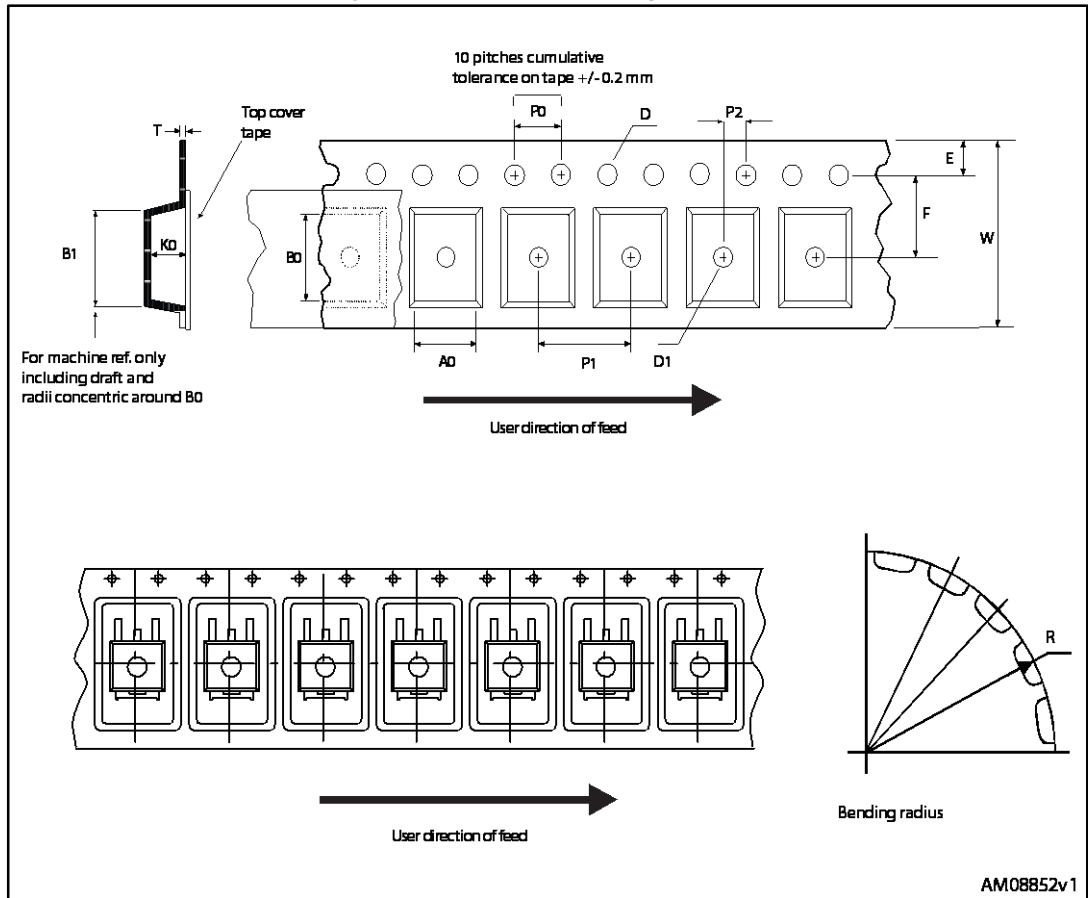 10 pitches cumulative
tolerance on tape +/- 0.2 mm
P0
D
P2
T
Top cover
tape
E
F
W
B1
K0
B0
For machine ref. only
including draft and
radii concentric around B0
A0
P1
D1
User direction of feed
R
Bending radius
User direction of feed
AM08852v1